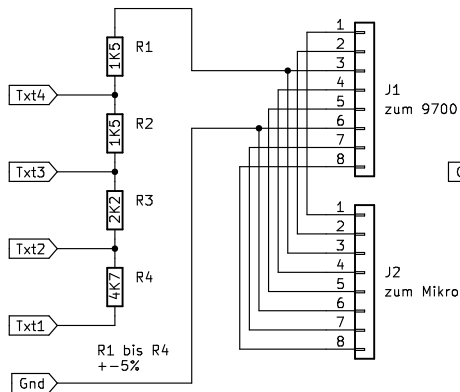 1K5
R1
Txt4
1K5
R2
Txt3
2K2
R3
Txt2
4K7
R4
Txt1
R1 bis R4
+-5%
Gnd
1
2
3
4
5
6
7
8
J1
zum 9700
1
2
3
4
5
6
7
8
J2
zum Mikro